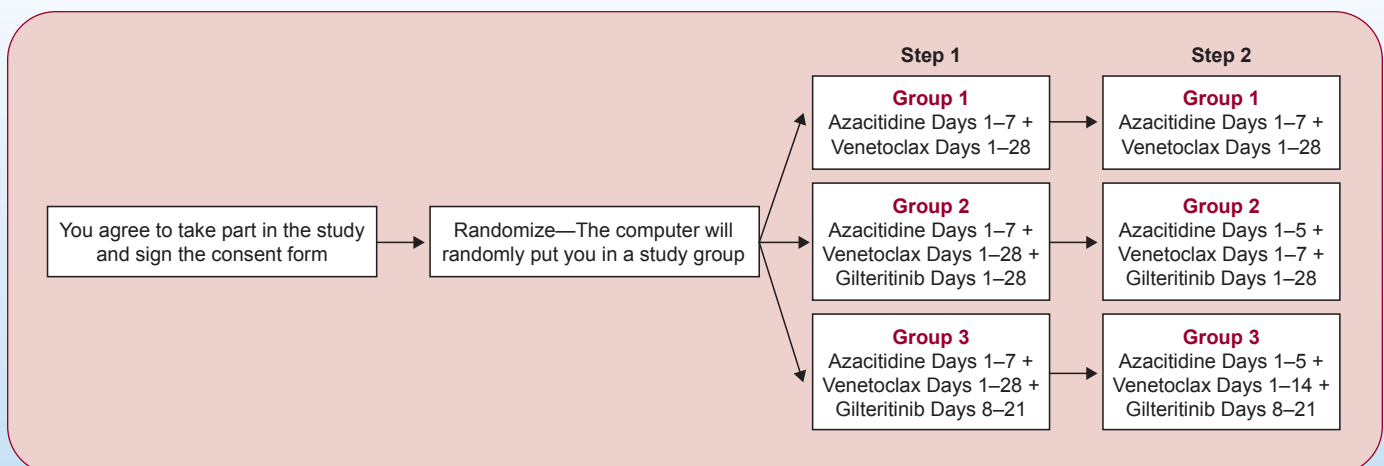 Step 1
Step 2
You agree to take part in the study
and sign the consent form
Randomize—The computer will
randomly put you in a study group
Group 1
Azacitidine Days 1–7 +
Venetoclax Days 1–28
Group 1
Azacitidine Days 1–7 +
Venetoclax Days 1–28
Group 2
Azacitidine Days 1–7 +
Venetoclax Days 1–28 +
Gilteritinib Days 1–28
Group 2
Azacitidine Days 1–5 +
Venetoclax Days 1–7 +
Gilteritinib Days 1–28
Group 3
Azacitidine Days 1–7 +
Venetoclax Days 1–28 +
Gilteritinib Days 8–21
Group 3
Azacitidine Days 1–5 +
Venetoclax Days 1–14 +
Gilteritinib Days 8–21